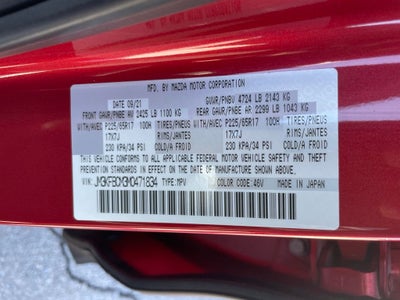 MFD. BY MAZDA MOTOR CORPORATION
DATE 09/21 GVWR/PNBV 4724 LB 2143 KG
FRONT GAWR/PNBE AV 2425 LB 1100 KG REAR GAWR/PNBE AR 2299 LB 1043 KG
WITH/AVEC P225/65R17 100H TIRES/PNEUS WITH/AVEC P225/65R17 100H TIRES/PNEUS
17X7J RIMS/JANTES 17X7J RIMS/JANTES
230 KPA/34 PSI COLD/A FROID 230 KPA/34 PSI COLD/A FROID
THIS VEHICLE CONFORMS TO ALL APPLICABLE FEDERAL
MOTOR VEHICLE SAFETY, BUMPER, AND THEFT
PREVENTION STANDARDS IN EFFECT ON THE DATE OF
MANUFACTURE SHOWN ABOVE.
TYPE:MPV COLOR CODE:46V MADE IN JAPAN